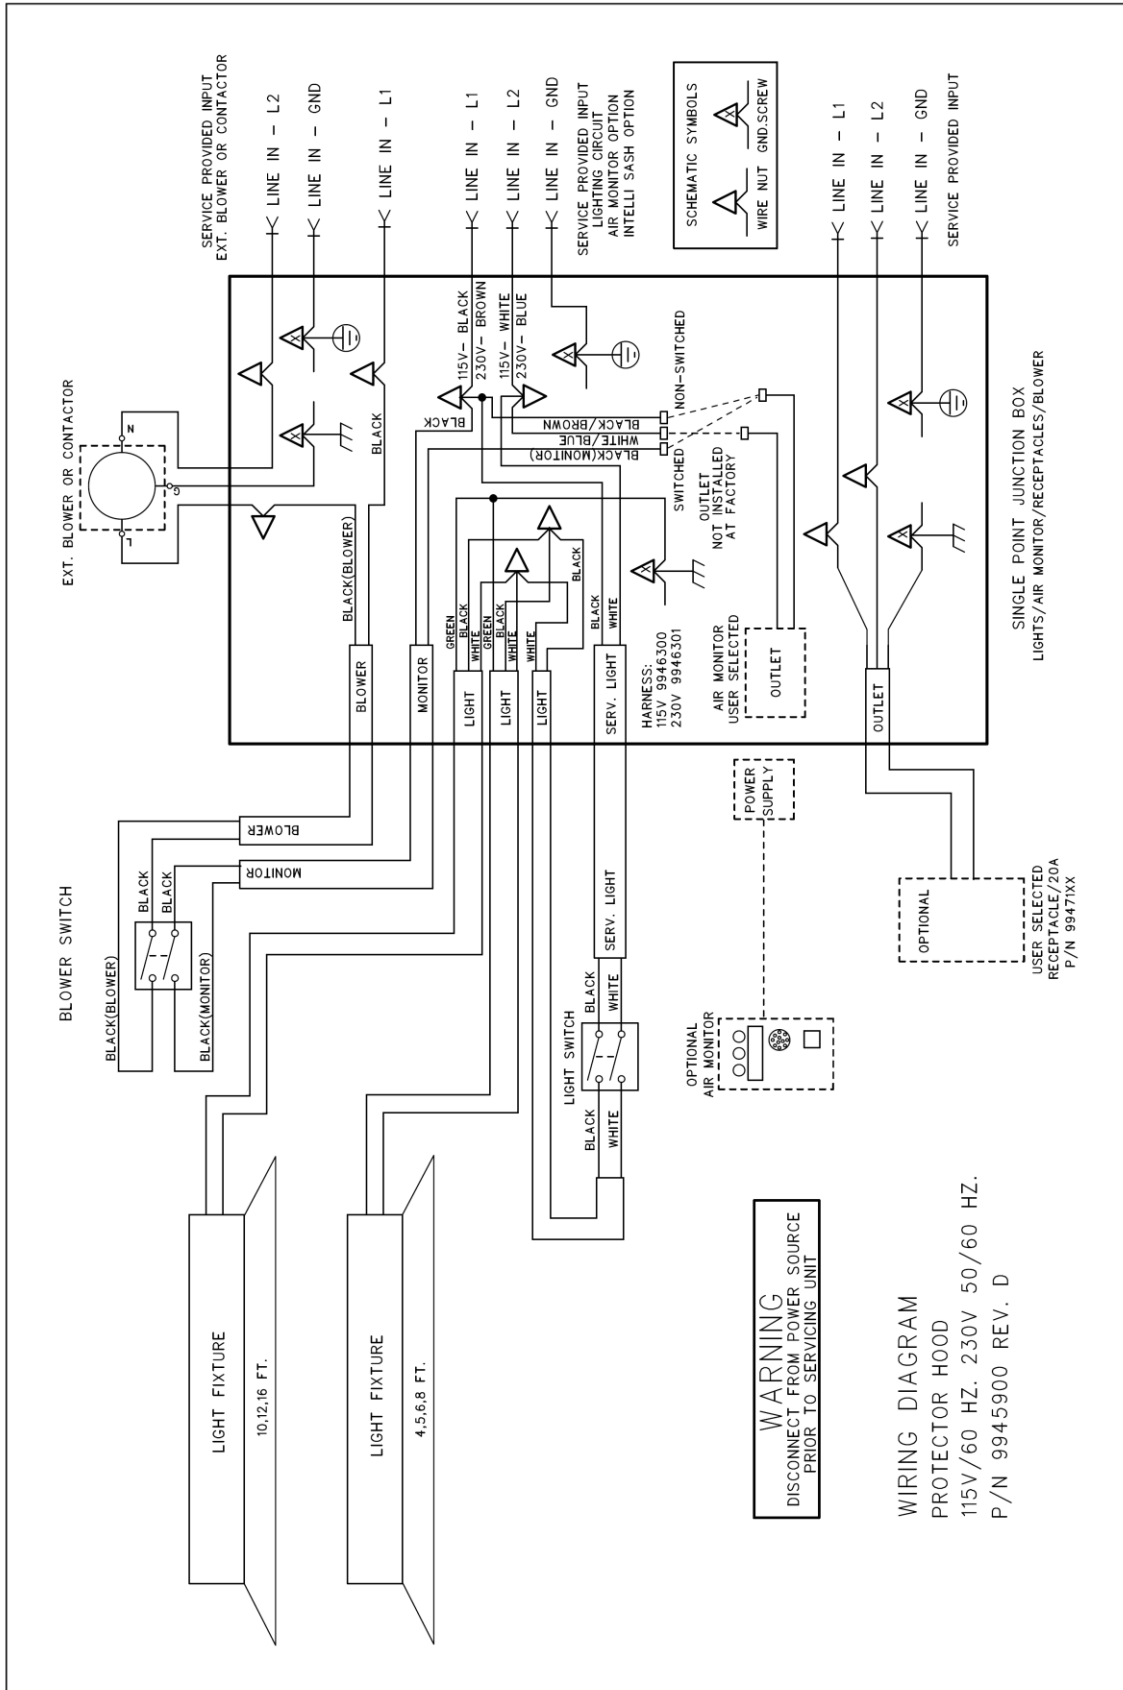 EXT. BLOWER OR CONTACTOR
L
G
N
SERVICE PROVIDED INPUT
EXT. BLOWER OR CONTACTOR
LINE IN – L2
LINE IN – GND
LINE IN – L1
LINE IN – L1
LINE IN – L2
LINE IN – GND
SERVICE PROVIDED INPUT
LIGHTING CIRCUIT
AIR MONITOR OPTION
INTELLI SASH OPTION
SCHEMATIC SYMBOLS
WIRE NUT
GND.SCREW
X
LINE IN – L1
LINE IN – L2
LINE IN – GND
SERVICE PROVIDED INPUT
X
X
BLACK
BLACK(BLOWER)
BLOWER
MONITOR
BLACK
115V– BLACK
230V– BROWN
115V– WHITE
230V– BLUE
X
BLACK/BROWN
WHITE/BLUE
BLACK(MONITOR)
NON-SWITCHED
SWITCHED
OUTLET
NOT INSTALLED
AT FACTORY
GREEN
BLACK
WHITE
GREEN
BLACK
WHITE
BLACK
LIGHT
LIGHT
LIGHT
BLACK
WHITE
SERV. LIGHT
X
HARNESS:
115V 9946300
230V 9946301
AIR MONITOR
USER SELECTED
OUTLET
X
X
OUTLET
SINGLE POINT JUNCTION BOX
LIGHTS/AIR MONITOR/RECEPTACLES/BLOWER
BLOWER SWITCH
BLACK(BLOWER)
BLACK
BLACK
BLACK(MONITOR)
BLOWER
MONITOR
SERV. LIGHT
BLACK
WHITE
LIGHT SWITCH
BLACK
WHITE
POWER
SUPPLY
OPTIONAL
AIR MONITOR
OPTIONAL
USER SELECTED
RECEPTACLE/20A
P/N 99471XX
LIGHT FIXTURE
10,12,16 FT.
LIGHT FIXTURE
4,5,6,8 FT.
WARNING
DISCONNECT FROM POWER SOURCE
PRIOR TO SERVICING UNIT
WIRING DIAGRAM
PROTECTOR HOOD
115V/60 HZ. 230V 50/60 HZ.
P/N 9945900 REV. D